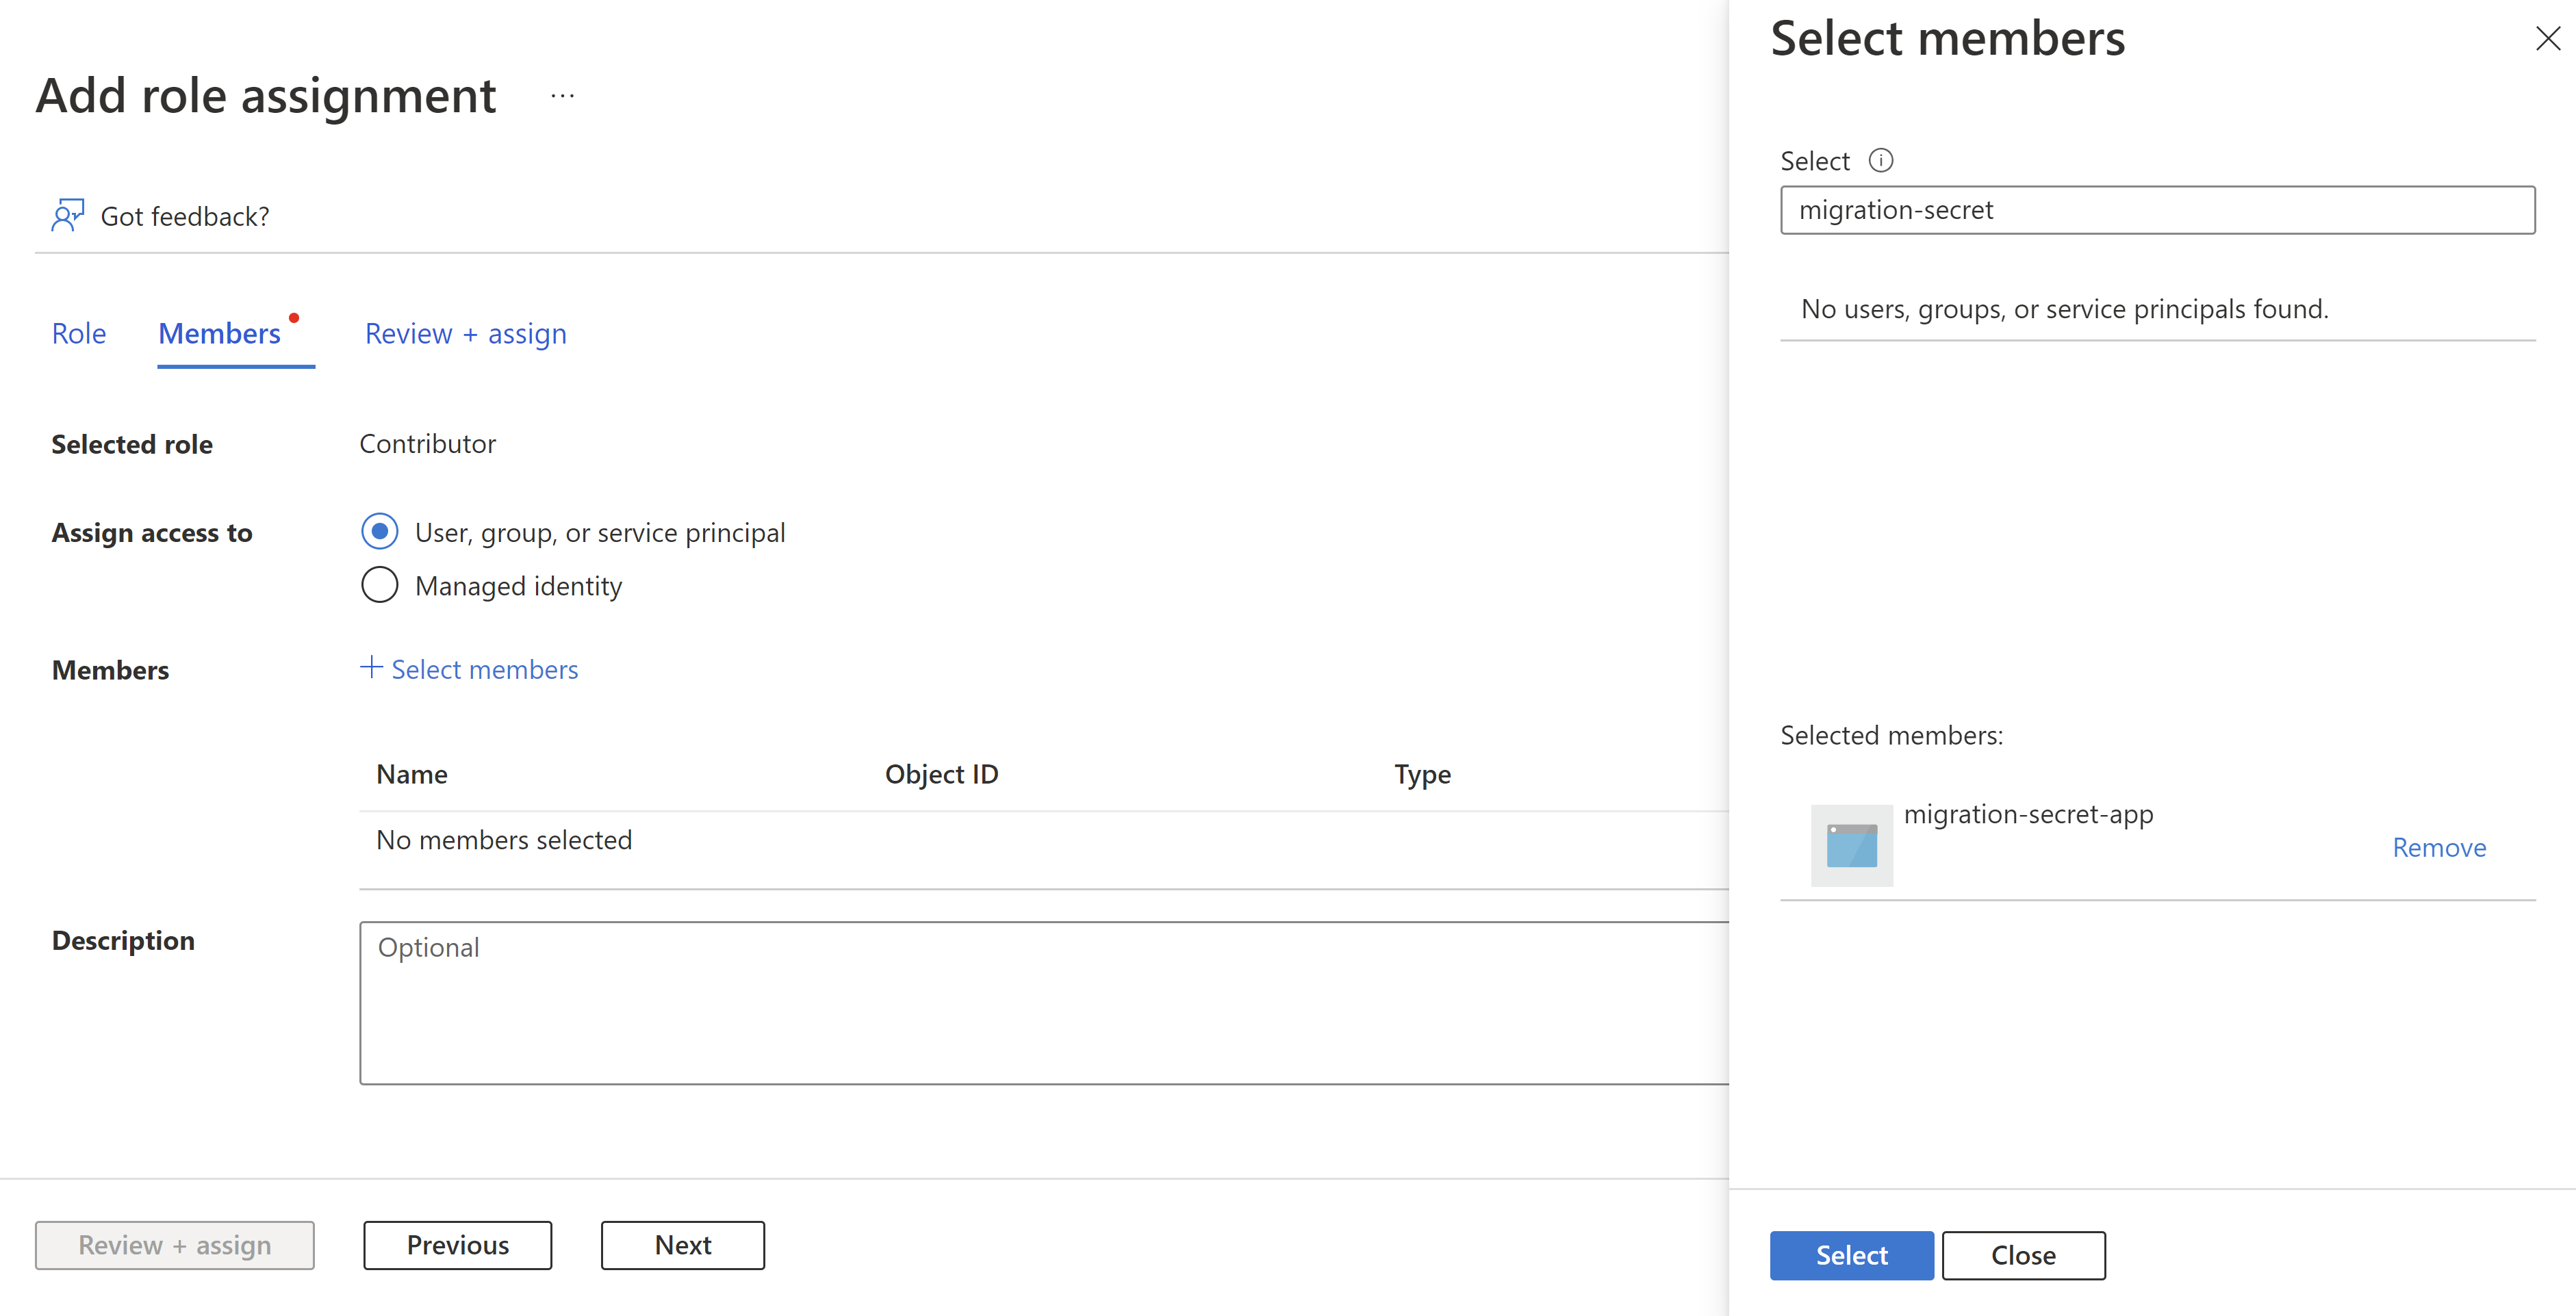 Add role assignment ...
Got feedback?
Role Members Review + assign
Selected role Contributor
Assign access to User, group, or service principal
Managed identity
Members + Select members
Name Object ID Type
No members selected
Description Optional
Review + assign Previous Next
Select members
Select
migration-secret
No users, groups, or service principals found.
Selected members:
migration-secret-app
Remove
Select Close